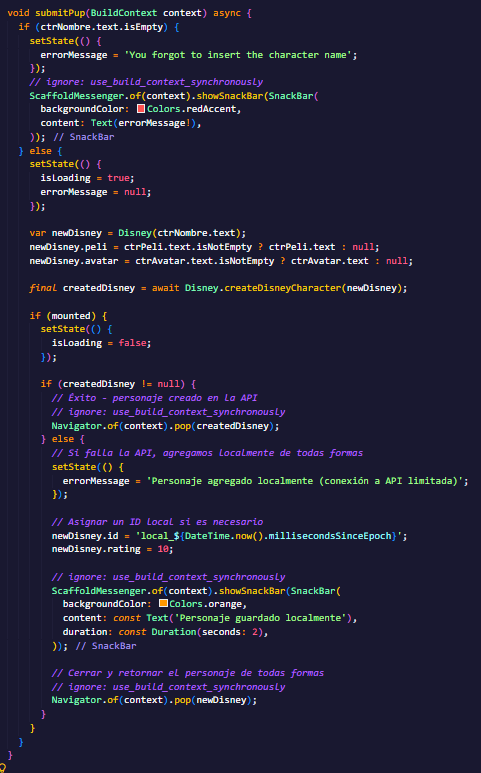 void submitPup(BuildContext context) async {
if (ctrNombre.text.isEmpty) {
setState(() {
errorMessage = 'You forgot to insert the character name';
});
// ignore: use_build_context_synchronously
ScaffoldMessenger.of(context).showSnackBar(SnackBar(
backgroundColor: Colors.redAccent,
content: Text(errorMessage!),
)); // SnackBar
} else {
setState(() {
isLoading = true;
errorMessage = null;
});
var newDisney = Disney(ctrNombre.text);
newDisney.peli = ctrPeli.text.isNotEmpty ? ctrPeli.text : null;
newDisney.avatar = ctrAvatar.text.isNotEmpty ? ctrAvatar.text : null;
final createdDisney = await Disney.createDisneyCharacter(newDisney);
if (mounted) {
setState(() {
isLoading = false;
});
if (createdDisney != null) {
// Éxito - personaje creado en la API
// ignore: use_build_context_synchronously
Navigator.of(context).pop(createdDisney);
} else {
// Si falla la API, agregamos localmente de todas formas
setState(() {
errorMessage = 'Personaje agregado localmente (conexión a API limitada)';
});
// Asignar un ID local si es necesario
newDisney.id = 'local_${DateTime.now().millisecondsSinceEpoch}';
newDisney.rating = 10;
// ignore: use_build_context_synchronously
ScaffoldMessenger.of(context).showSnackBar(SnackBar(
backgroundColor: Colors.orange,
content: const Text('Personaje guardado localmente'),
duration: const Duration(seconds: 2),
)); // SnackBar
// Cerrar y retornar el personaje de todas formas
// ignore: use_build_context_synchronously
Navigator.of(context).pop(newDisney);
}
}
}
}